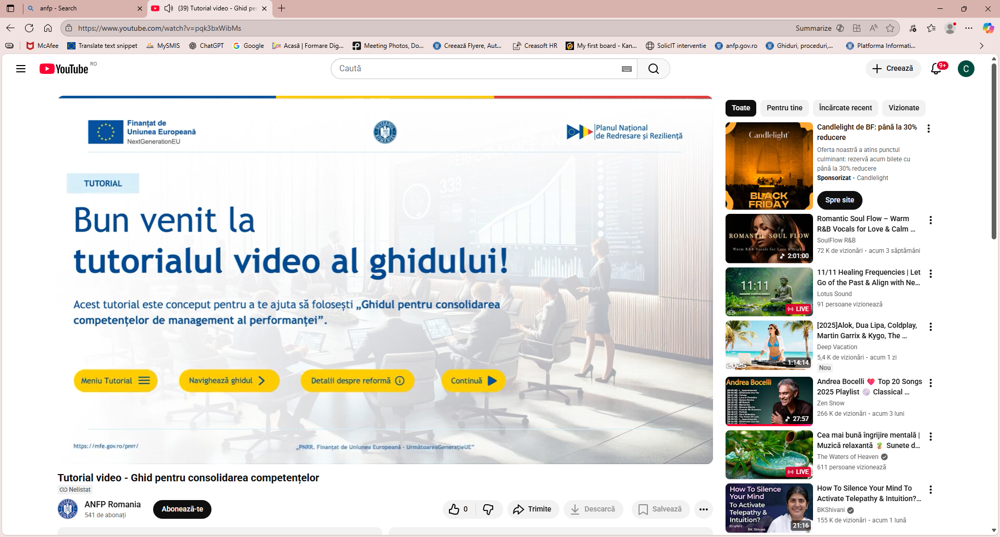 anfp - Search
(39) Tutorial video - Ghid pe
https://www.youtube.com/watch?v=pqk3bxWibMs
Summarize
McAfee
Translate text snippet
MySMIS
ChatGPT
Google
Acasă | Formare Dig...
Meeting Photos, Do...
Creează Flyere, Aut...
Creasoft HR
My first board - Kan...
SolicIT interventie
anfp.gov.ro
Ghiduri, proceduri,...
Platforma Informati...
YouTube RO
Caută
Creează
9+
C
Finanțat de
Uniunea Europeană
NextGenerationEU
GUVERNUL ROMÂNIEI
Planul Național
de Redresare și Reziliență
TUTORIAL
Bun venit la
tutorialul video al ghidului!
Acest tutorial este conceput pentru a te ajuta să folosești „Ghidul pentru consolidarea
competențelor de management al performanței”.
Meniu Tutorial
Navighează ghidul
Detalii despre reformă
Continuă
https://mfe.gov.ro/pnrr/
„PNRR. Finanțat de Uniunea Europeană - UrmătoareaGenerațieUE”
Tutorial video - Ghid pentru consolidarea competențelor
Nelistat
ANFP Romania
541 de abonați
Abonează-te
0
Trimite
Descarcă
Salvează
Toate
Pentru tine
Încărcate recent
Vizionate
Candlelight
BLACK
FRIDAY
Candlelight de BF: până la 30%
reducere
Oferta noastră a atins punctul
culminant: rezervă acum bilete cu
până la 30% reducere
Sponsorizat · Candlelight
Spre site
ROMANTIC SOUL FLOW
Warm R&B Vocals for Love & Night
2:01:00
Romantic Soul Flow – Warm
R&B Vocals for Love & Calm ...
SoulFlow R&B
72 K de vizionări · acum 3 săptămâni
11:11
MANIFEST POSITIVE ENERGY
LIVE
11/11 Healing Frequencies | Let
Go of the Past & Align with Ne...
Lotus Sound
91 persoane vizionează
2025
1:14:14
[2025]Alok, Dua Lipa, Coldplay,
Martin Garrix & Kygo, The ...
Deep Vacation
5,4 K de vizionări · acum 1 zi
Nou
Andrea Bocelli
27:57
Andrea Bocelli ❤️ Top 20 Songs
2025 Playlist 💿 Classical ...
Zen Snow
266 K de vizionări · acum 3 luni
LIVE
Cea mai bună îngrijire mentală |
Muzică relaxantă 🪴 Sunete d...
The Waters of Heaven
611 persoane vizionează
How To Silence
Your Mind
To Activate
Telepathy &
Intuition?
(English)
BK Shivani
21:16
How To Silence Your Mind To
Activate Telepathy & Intuition?...
BKShivani
155 K de vizionări · acum 1 lună